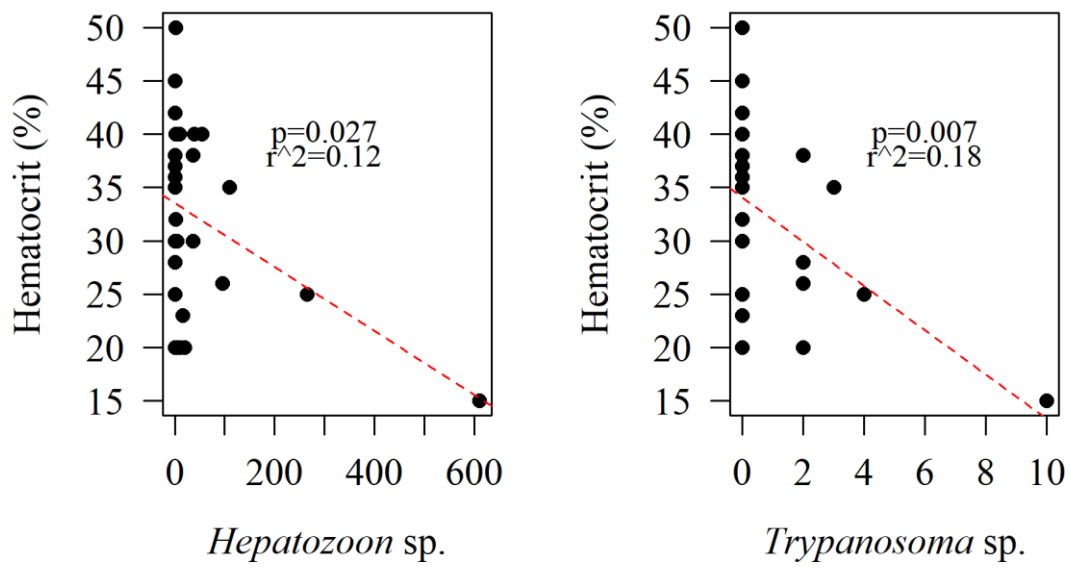 Hematocrit (%)
50
45
40
35
30
25
20
15
p=0.027
r^2=0.12
0 200 400 600
Hepatozoon sp.
Hematocrit (%)
50
45
40
35
30
25
20
15
p=0.007
r^2=0.18
0 2 4 6 8 10
Trypanosoma sp.